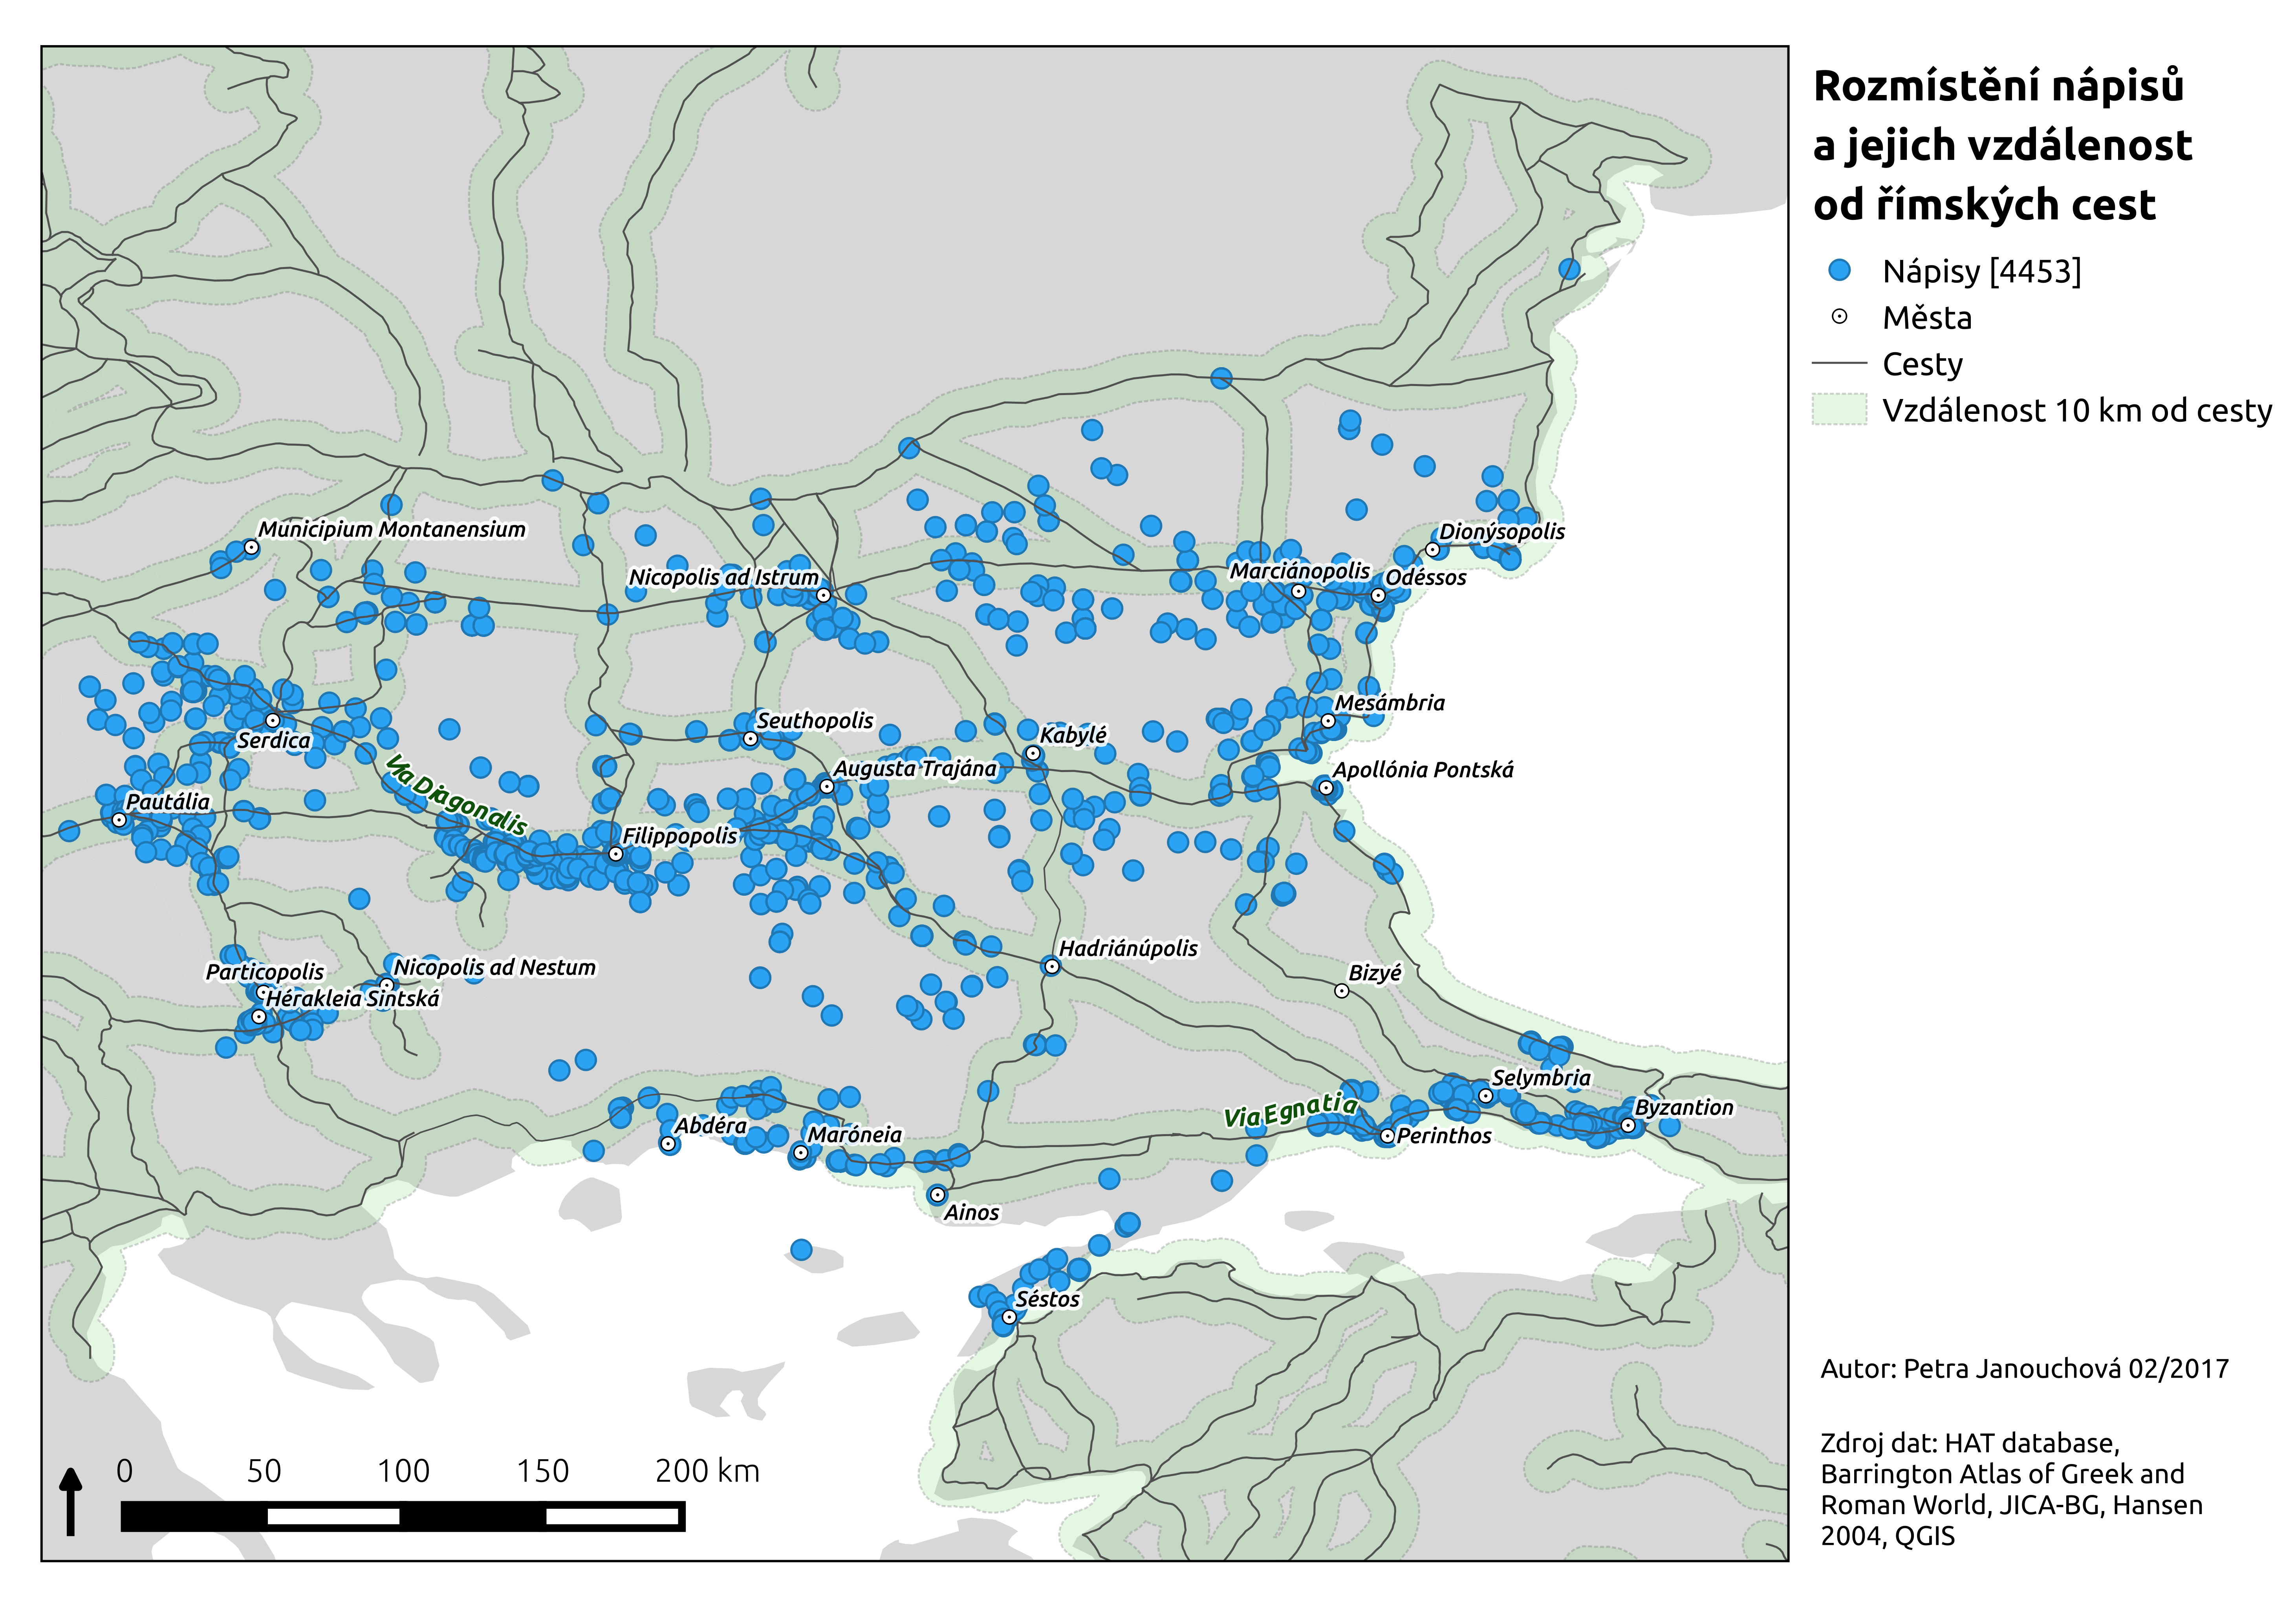 Rozmístění nápisů
a jejich vzdálenost
od římských cest
Nápisy [4453]
Města
Cesty
Vzdálenost 10 km od cesty
Municipium Montanensium
Dionýsopolis
Nicopolis ad Istrum
Marciánopolis
Odéssos
Mesámbria
Seuthopolis
Serdica
Kabylé
Via Diagonalis
Augusta Trajána
Apollónia Pontská
Pautália
Filippopolis
Hadriánúpolis
Particopolis
Nicopolis ad Nestum
Bizyé
Hérakleia Sintská
Selymbria
Via Egnatia
Byzantion
Abdéra
Maróneia
Perinthos
Ainos
Séstos
0 50 100 150 200 km
Autor: Petra Janouchová 02/2017
Zdroj dat: HAT database,
Barrington Atlas of Greek and
Roman World, JICA-BG, Hansen
2004, QGIS